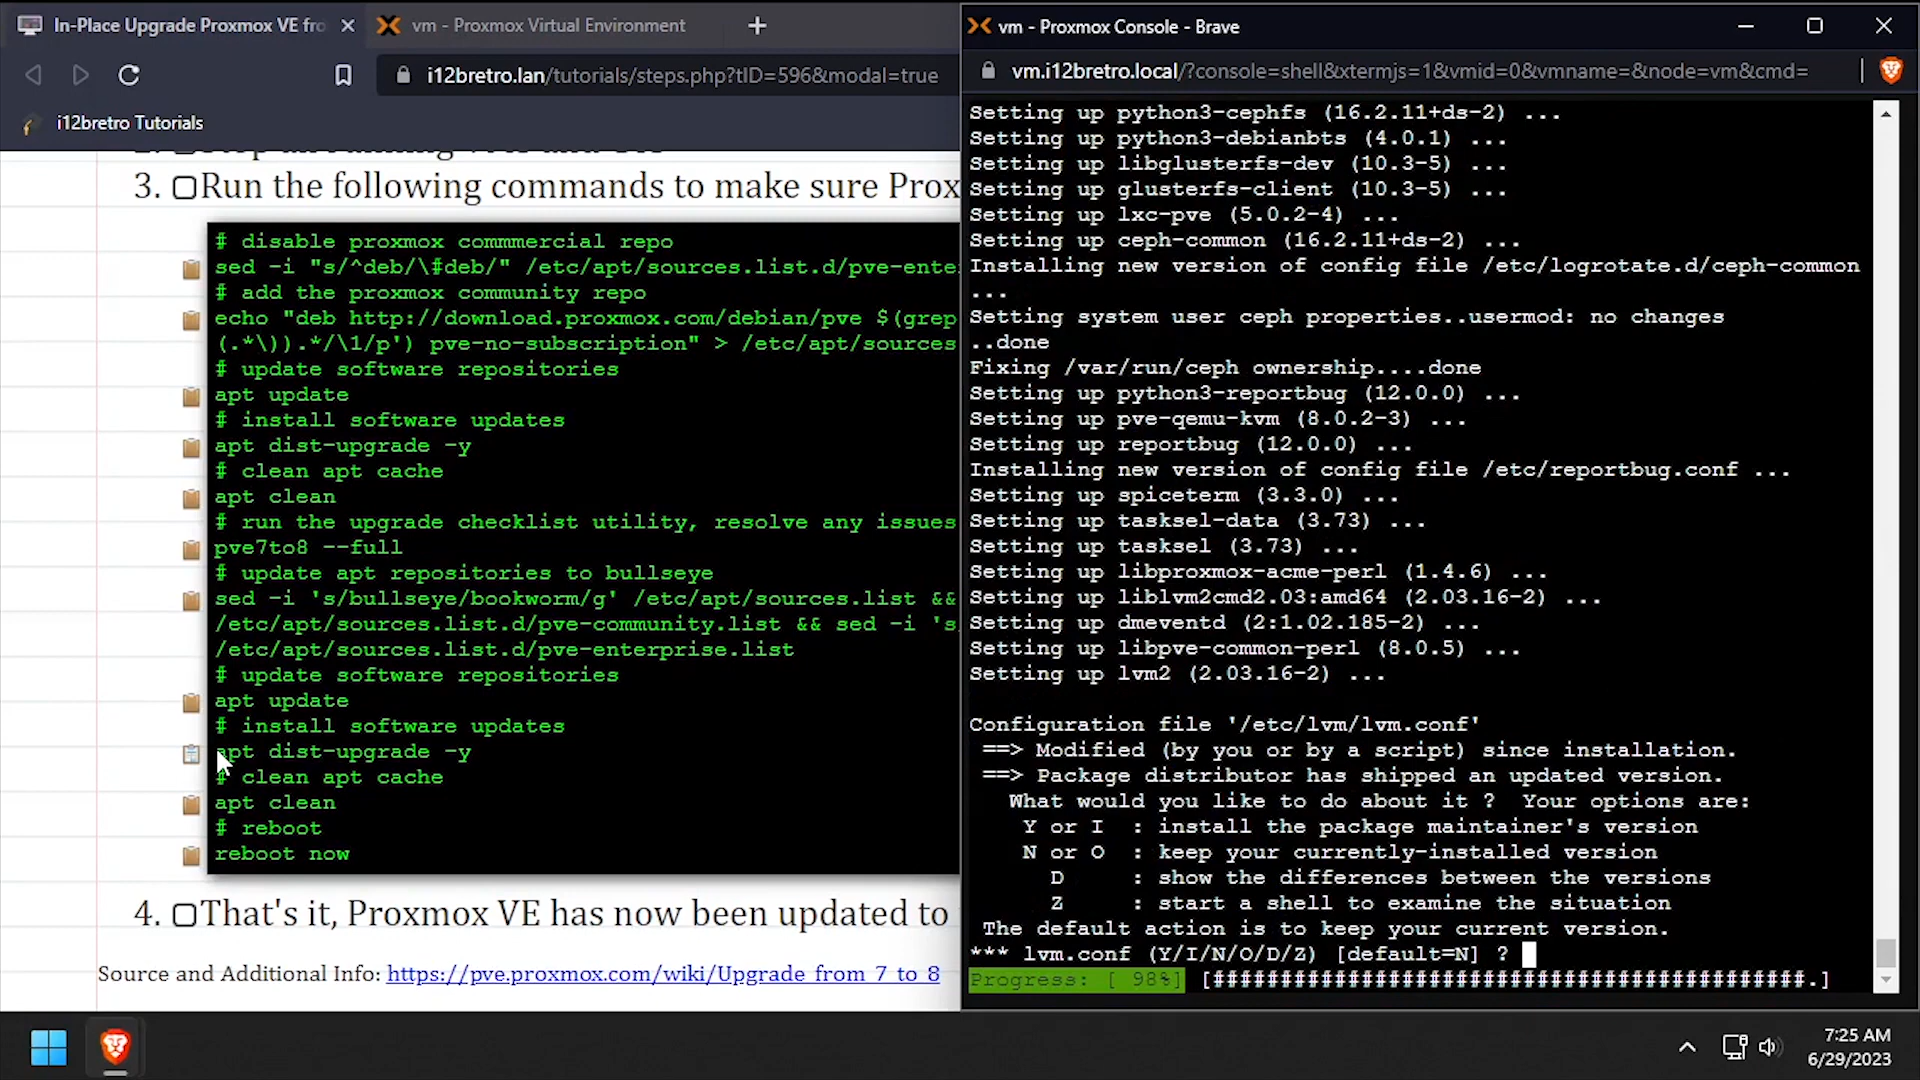 In-Place Upgrade Proxmox VE fro
vm - Proxmox Virtual Environment
i12bretro.lan/tutorials/steps.php?tID=596&modal=true
i12bretro Tutorials
3. Run the following commands to make sure Prox
# disable proxmox commmercial repo
sed -i "s/^deb/\#deb/" /etc/apt/sources.list.d/pve-enter
# add the proxmox community repo
echo "deb http://download.proxmox.com/debian/pve $(grep
(.*\)).*/\1/p') pve-no-subscription" > /etc/apt/sources
# update software repositories
apt update
# install software updates
apt dist-upgrade -y
# clean apt cache
apt clean
# run the upgrade checklist utility, resolve any issues
pve7to8 --full
# update apt repositories to bullseye
sed -i 's/bullseye/bookworm/g' /etc/apt/sources.list &&
/etc/apt/sources.list.d/pve-community.list && sed -i 's
/etc/apt/sources.list.d/pve-enterprise.list
# update software repositories
apt update
# install software updates
apt dist-upgrade -y
# clean apt cache
apt clean
# reboot
reboot now
4. That's it, Proxmox VE has now been updated to
Source and Additional Info: https://pve.proxmox.com/wiki/Upgrade_from_7_to_8
vm - Proxmox Console - Brave
vm.i12bretro.local/?console=shell&xtermjs=1&vmid=0&vmname=&node=vm&cmd=
Setting up python3-cephfs (16.2.11+ds-2) ...
Setting up python3-debianbts (4.0.1) ...
Setting up libglusterfs-dev (10.3-5) ...
Setting up glusterfs-client (10.3-5) ...
Setting up lxc-pve (5.0.2-4) ...
Setting up ceph-common (16.2.11+ds-2) ...
Installing new version of config file /etc/logrotate.d/ceph-common
...
Setting system user ceph properties..usermod: no changes
..done
Fixing /var/run/ceph ownership....done
Setting up python3-reportbug (12.0.0) ...
Setting up pve-qemu-kvm (8.0.2-3) ...
Setting up reportbug (12.0.0) ...
Installing new version of config file /etc/reportbug.conf ...
Setting up spiceterm (3.3.0) ...
Setting up tasksel-data (3.73) ...
Setting up tasksel (3.73) ...
Setting up libproxmox-acme-perl (1.4.6) ...
Setting up liblvm2cmd2.03:amd64 (2.03.16-2) ...
Setting up dmeventd (2:1.02.185-2) ...
Setting up libpve-common-perl (8.0.5) ...
Setting up lvm2 (2.03.16-2) ...
Configuration file '/etc/lvm/lvm.conf'
==> Modified (by you or by a script) since installation.
==> Package distributor has shipped an updated version.
What would you like to do about it ?  Your options are:
Y or I  : install the package maintainer's version
N or O  : keep your currently-installed version
D     : show the differences between the versions
Z     : start a shell to examine the situation
The default action is to keep your current version.
*** lvm.conf (Y/I/N/O/D/Z) [default=N] ?
Progress: [ 98%] [#############################################.]
7:25 AM
6/29/2023